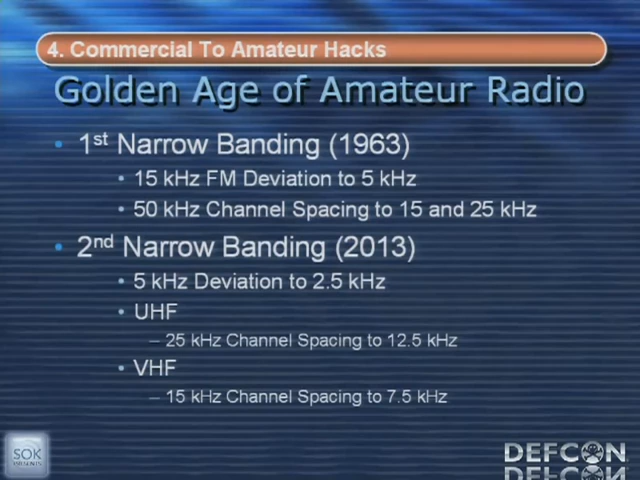 4. Commercial To Amateur Hacks
Golden Age of Amateur Radio
• 1st Narrow Banding (1963)
• 15 kHz FM Deviation to 5 kHz
• 50 kHz Channel Spacing to 15 and 25 kHz
• 2nd Narrow Banding (2013)
• 5 kHz Deviation to 2.5 kHz
• UHF
– 25 kHz Channel Spacing to 12.5 kHz
• VHF
– 15 kHz Channel Spacing to 7.5 kHz
SOK
DEFCON